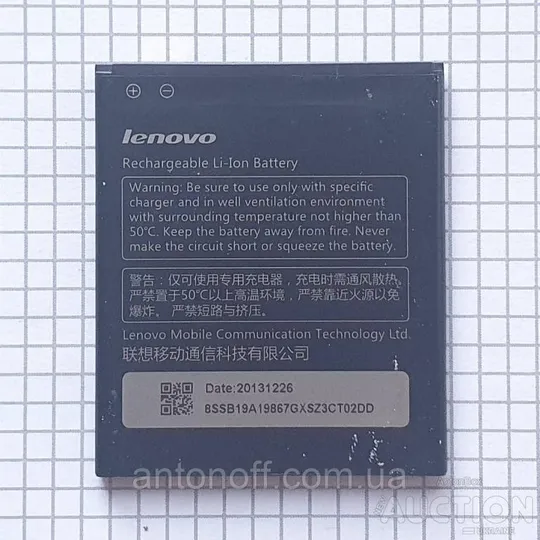 ⊕ ⊖
lenovo
Rechargeable Li-Ion Battery
Warning: Be sure to use only with specific
charger and in well ventilation environment
with surrounding temperature not higher than
50°C. Keep the battery away from fire. Never
make the circuit short or squeeze the battery.
警告：仅可使用专用充电器，充电时需通风散热，
严禁置于50℃以上高温环境，严禁靠近火源以免
爆炸。 严禁短路与挤压。
Lenovo Mobile Communication Technology Ltd.
联想移动通信科技有限公司
Date:20131226
8SSB19A19867GXSZ3CT02DD
antonoff.com.ua
AUCTION